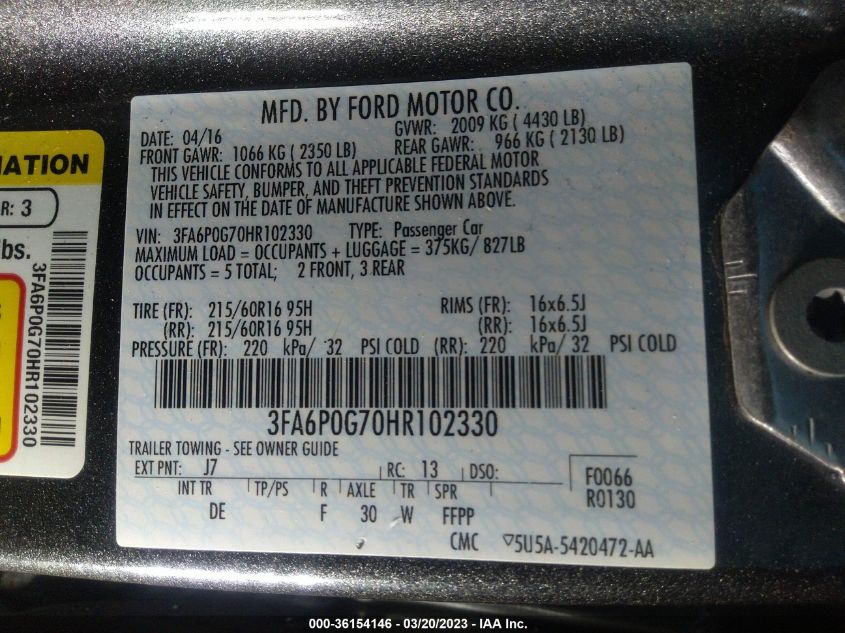 MFD. BY FORD MOTOR CO.
DATE: 04/16 GVWR: 2009 KG ( 4430 LB)
FRONT GAWR: 1066 KG ( 2350 LB) REAR GAWR: 966 KG ( 2130 LB)
THIS VEHICLE CONFORMS TO ALL APPLICABLE FEDERAL MOTOR
VEHICLE SAFETY, BUMPER, AND THEFT PREVENTION STANDARDS
IN EFFECT ON THE DATE OF MANUFACTURE SHOWN ABOVE.
VIN: 3FA6P0G70HR102330 TYPE: Passenger Car
MAXIMUM LOAD = OCCUPANTS + LUGGAGE = 375KG/ 827LB
OCCUPANTS = 5 TOTAL; 2 FRONT, 3 REAR
TIRE (FR): 215/60R16 95H RIMS (FR): 16x6.5J
(RR): 215/60R16 95H (RR): 16x6.5J
PRESSURE (FR): 220 kPa/ 32 PSI COLD (RR): 220 kPa/ 32 PSI COLD
3FA6P0G70HR102330
TRAILER TOWING - SEE OWNER GUIDE
EXT PNT: J7 RC: 13 DSO: F0066
R0130
INT TR TP/PS R AXLE TR SPR
DE F 30 W FFPP
CMC ▽5U5A-5420472-AA
MATION
R: 3
lbs.
3FA6P0G70HR102330
000-36154146 - 03/20/2023 - IAA Inc.